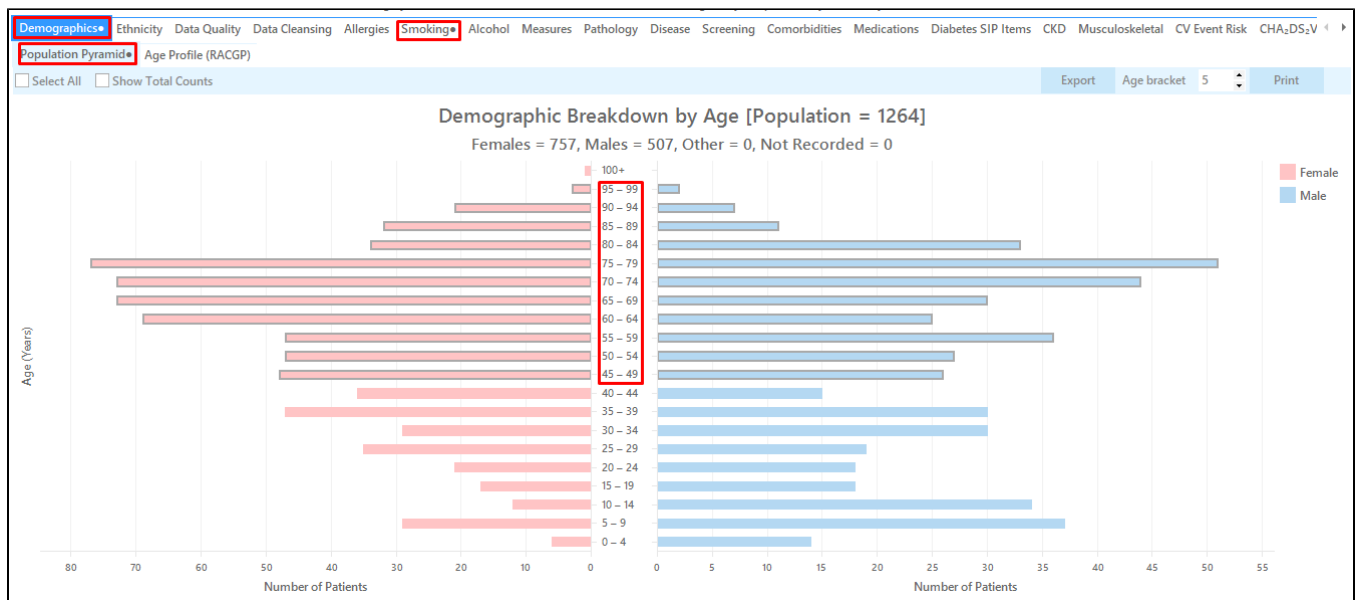 Demographics• Ethnicity Data Quality Data Cleansing Allergies Smoking• Alcohol Measures Pathology Disease Screening Comorbidities Medications Diabetes SIP Items CKD Musculoskeletal CV Event Risk CHA₂DS₂V
Population Pyramid• Age Profile (RACGP)
Select All Show Total Counts Export Age bracket 5 Print
Demographic Breakdown by Age [Population = 1264]
Females = 757, Males = 507, Other = 0, Not Recorded = 0
Female
Male
Age (Years)
100+
95 – 99
90 – 94
85 – 89
80 – 84
75 – 79
70 – 74
65 – 69
60 – 64
55 – 59
50 – 54
45 – 49
40 – 44
35 – 39
30 – 34
25 – 29
20 – 24
15 – 19
10 – 14
5 – 9
0 – 4
80 70 60 50 40 30 20 10 0 0 5 10 15 20 25 30 35 40 45 50 55
Number of Patients Number of Patients